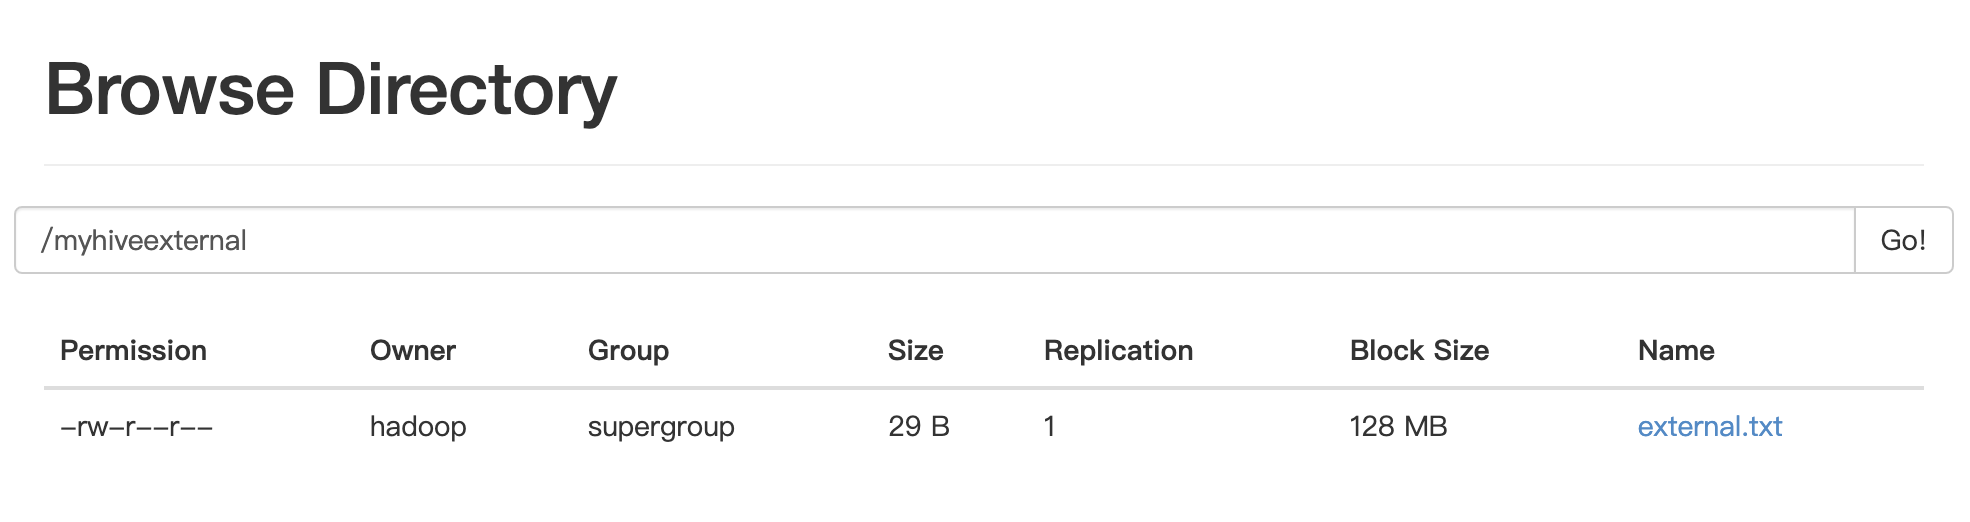 Browse Directory
/myhiveexternal Go!
Permission Owner Group Size Replication Block Size Name
-rw-r--r-- hadoop supergroup 29 B 1 128 MB external.txt